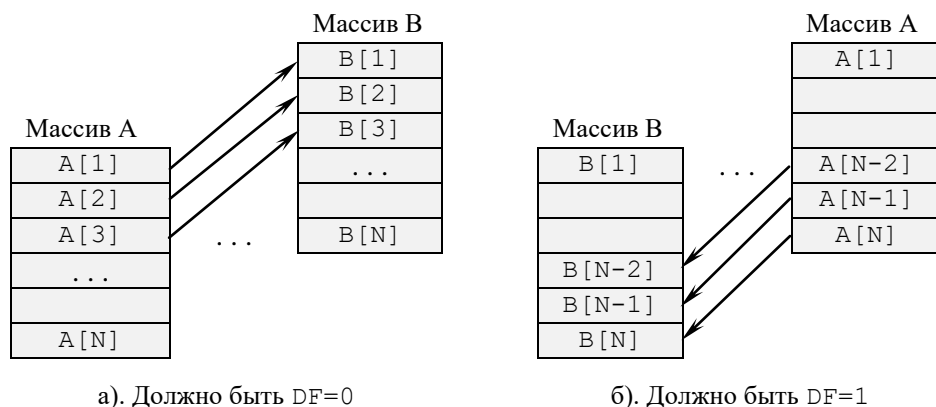 Массив B
B[1]
B[2]
B[3]
...
B[N]
Массив A
A[1]
A[2]
A[3]
...
A[N]
...
а). Должно быть DF=0
Массив A
A[1]
A[N-2]
A[N-1]
A[N]
Массив B
B[1]
B[N-2]
B[N-1]
B[N]
...
б). Должно быть DF=1